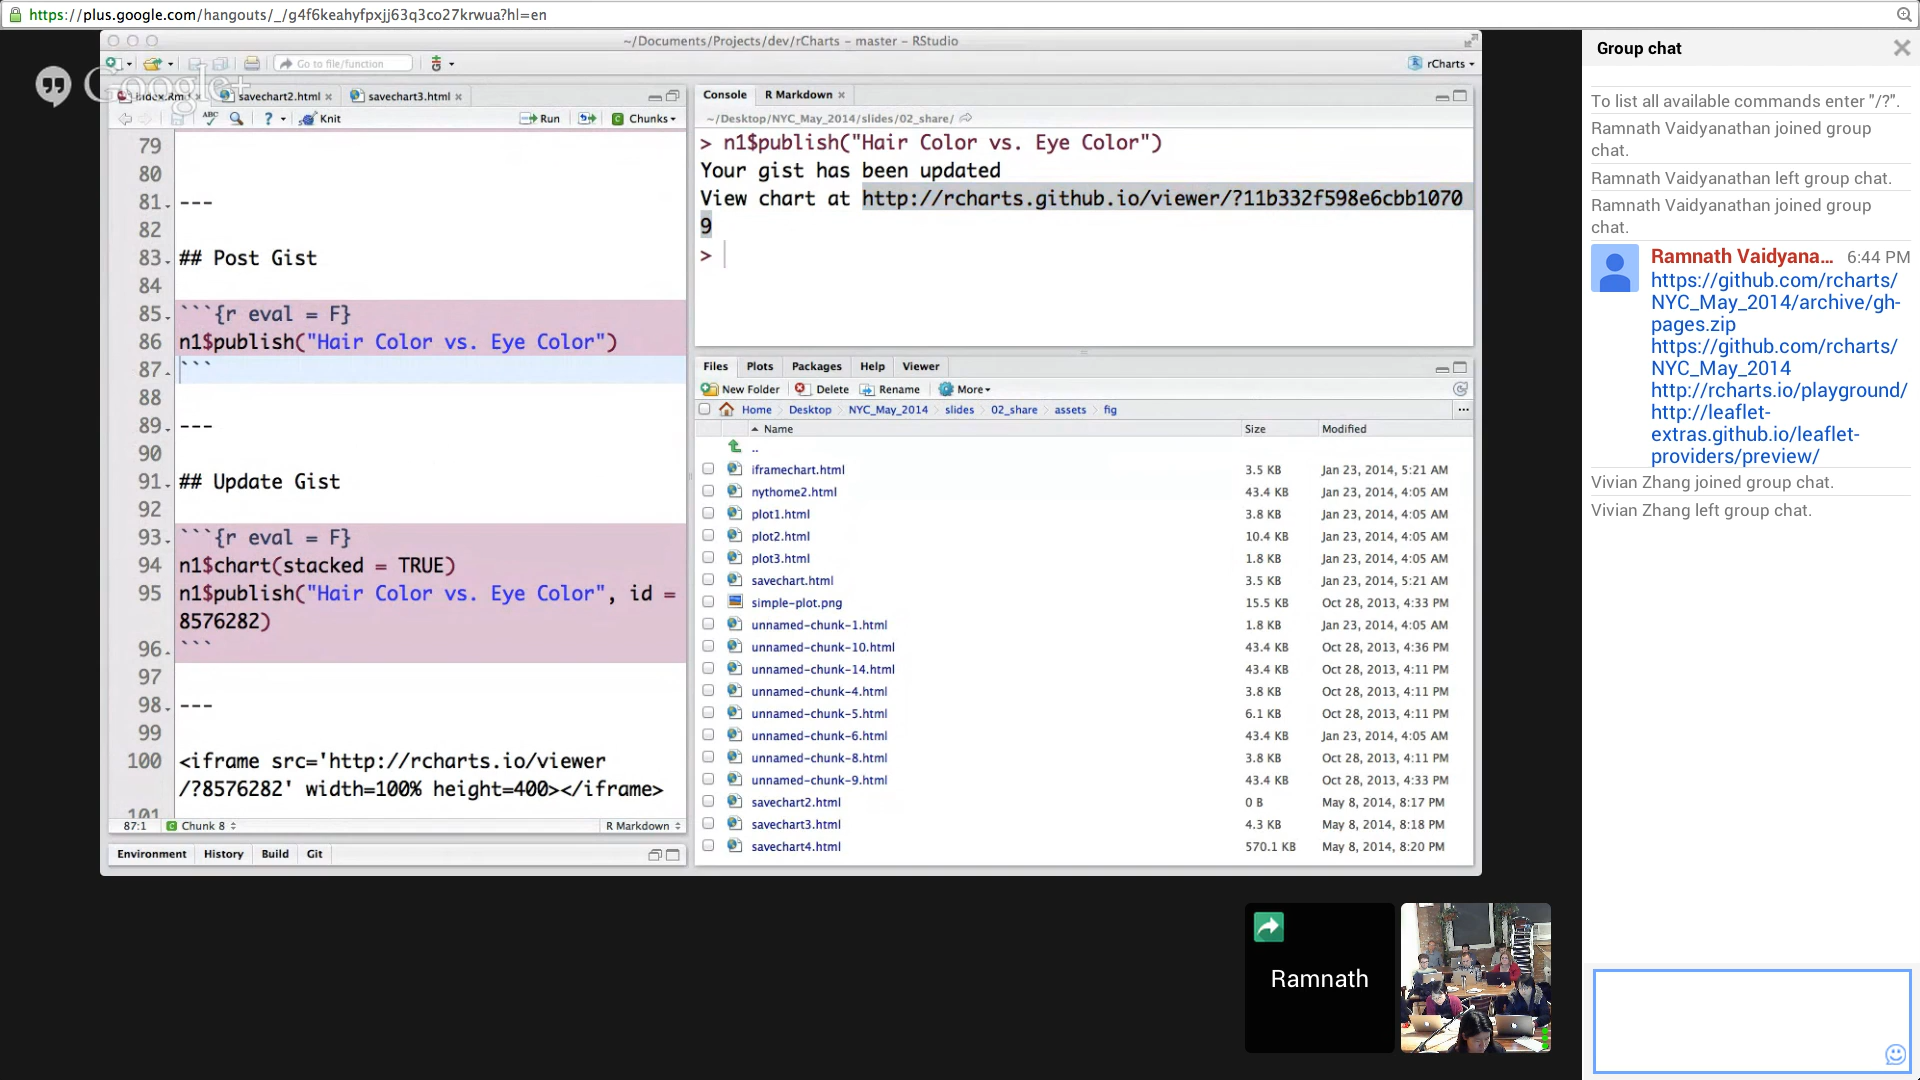 https://plus.google.com/hangouts/_/g4f6keahyfpxjj63q3co27krwua?hl=en
Google+
~/Documents/Projects/dev/rCharts - master - RStudio
Go to file/function
rCharts
index.Rm
savechart2.html
savechart3.html
ABC
?
Knit
Run
Chunks
79
80
81 ---
82
83 ## Post Gist
84
85 ```{r eval = F}
86 n1$publish("Hair Color vs. Eye Color")
87 ```
88
89 ---
90
91 ## Update Gist
92
93 ```{r eval = F}
94 n1$chart(stacked = TRUE)
95 n1$publish("Hair Color vs. Eye Color", id =
8576282)
96 ```
97
98 ---
99
100 <iframe src='http://rcharts.io/viewer
/?8576282' width=100% height=400></iframe>
101
87:1 Chunk 8 R Markdown
Environment History Build Git
Console R Markdown
~/Desktop/NYC_May_2014/slides/02_share/
> n1$publish("Hair Color vs. Eye Color")
Your gist has been updated
View chart at http://rcharts.github.io/viewer/?11b332f598e6cbb1070
9
>
Files Plots Packages Help Viewer
New Folder Delete Rename More
Home Desktop NYC_May_2014 slides 02_share assets fig ...
Name Size Modified
..
iframechart.html 3.5 KB Jan 23, 2014, 5:21 AM
nythome2.html 43.4 KB Jan 23, 2014, 4:05 AM
plot1.html 3.8 KB Jan 23, 2014, 4:05 AM
plot2.html 10.4 KB Jan 23, 2014, 4:05 AM
plot3.html 1.8 KB Jan 23, 2014, 4:05 AM
savechart.html 3.5 KB Jan 23, 2014, 5:21 AM
simple-plot.png 15.5 KB Oct 28, 2013, 4:33 PM
unnamed-chunk-1.html 1.8 KB Jan 23, 2014, 4:05 AM
unnamed-chunk-10.html 43.4 KB Oct 28, 2013, 4:36 PM
unnamed-chunk-14.html 43.4 KB Oct 28, 2013, 4:11 PM
unnamed-chunk-4.html 3.8 KB Oct 28, 2013, 4:11 PM
unnamed-chunk-5.html 6.1 KB Oct 28, 2013, 4:11 PM
unnamed-chunk-6.html 43.4 KB Jan 23, 2014, 4:05 AM
unnamed-chunk-8.html 3.8 KB Oct 28, 2013, 4:11 PM
unnamed-chunk-9.html 43.4 KB Oct 28, 2013, 4:33 PM
savechart2.html 0 B May 8, 2014, 8:17 PM
savechart3.html 4.3 KB May 8, 2014, 8:18 PM
savechart4.html 570.1 KB May 8, 2014, 8:20 PM
Ramnath
Group chat
To list all available commands enter "/?".
Ramnath Vaidyanathan joined group
chat.
Ramnath Vaidyanathan left group chat.
Ramnath Vaidyanathan joined group
chat.
Ramnath Vaidyana... 6:44 PM
https://github.com/rcharts/
NYC_May_2014/archive/gh-
pages.zip
https://github.com/rcharts/
NYC_May_2014
http://rcharts.io/playground/
http://leaflet-
extras.github.io/leaflet-
providers/preview/
Vivian Zhang joined group chat.
Vivian Zhang left group chat.